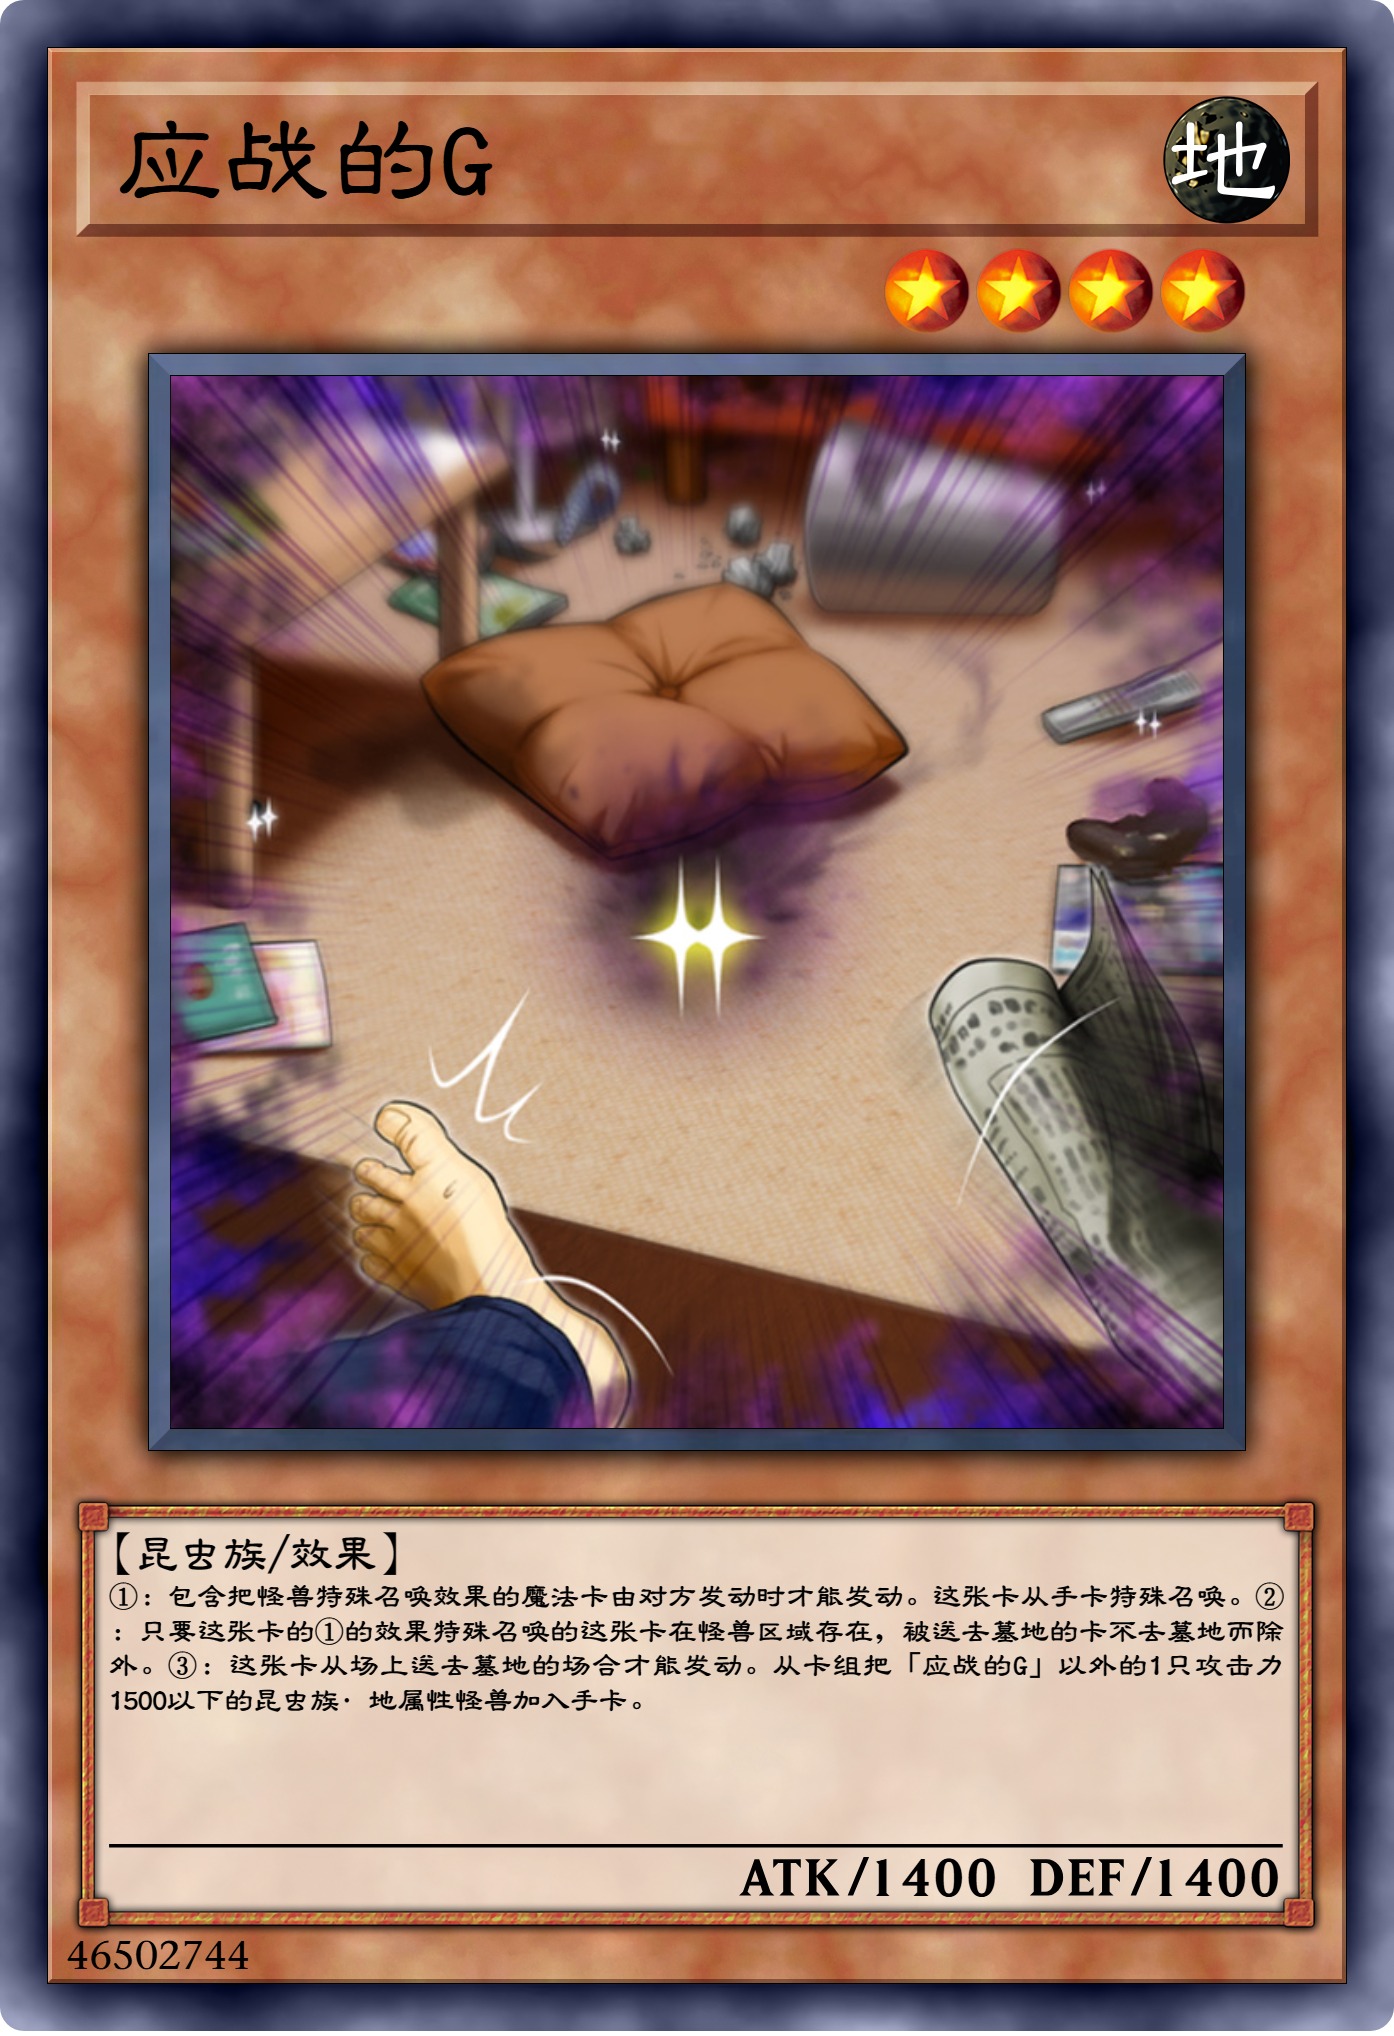 应战的G
地
【昆虫族/效果】
①：包含把怪兽特殊召唤效果的魔法卡由对方发动时才能发动。这张卡从手卡特殊召唤。②
：只要这张卡的①的效果特殊召唤的这张卡在怪兽区域存在，被送去墓地的卡不去墓地而除
外。③：这张卡从场上送去墓地的场合才能发动。从卡组把「应战的G」以外的1只攻击力
1500以下的昆虫族·地属性怪兽加入手卡。
ATK/1400 DEF/1400
46502744